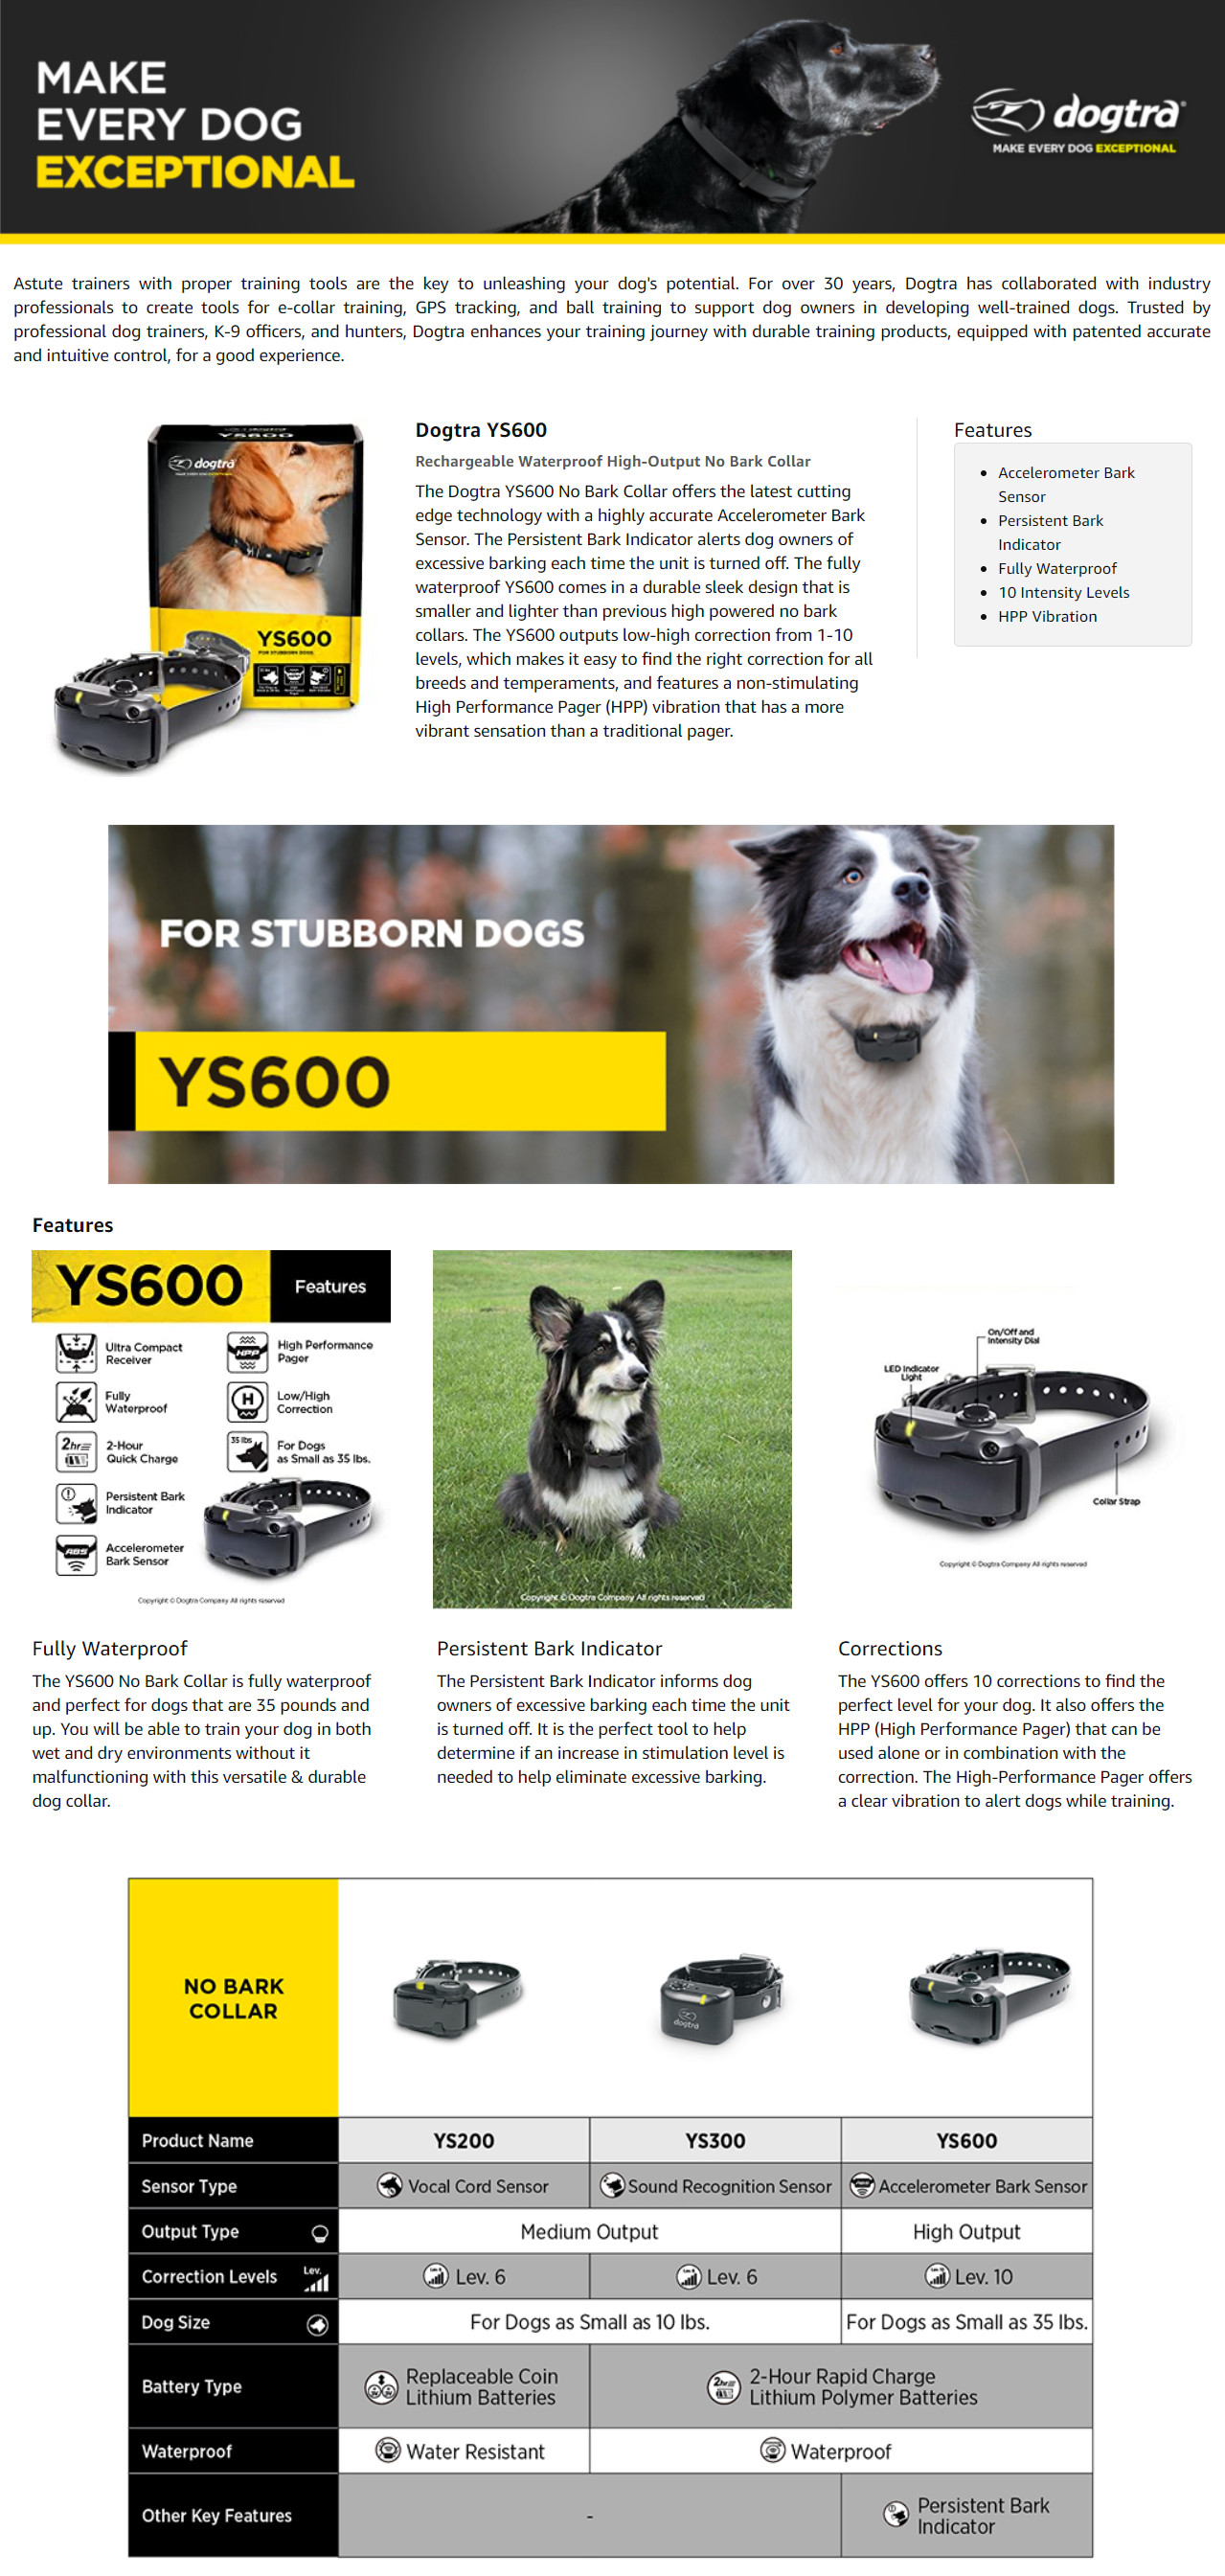 MAKE
EVERY DOG
EXCEPTIONAL
dogtra
MAKE EVERY DOG EXCEPTIONAL
Astute trainers with proper training tools are the key to unleashing your dog's potential. For over 30 years, Dogtra has collaborated with industry
professionals to create tools for e-collar training, GPS tracking, and ball training to support dog owners in developing well-trained dogs. Trusted by
professional dog trainers, K-9 officers, and hunters, Dogtra enhances your training journey with durable training products, equipped with patented accurate
and intuitive control, for a good experience.
YS600
dogtra
YS600
FOR STUBBORN DOGS
Dogtra YS600
Rechargeable Waterproof High-Output No Bark Collar
The Dogtra YS600 No Bark Collar offers the latest cutting
edge technology with a highly accurate Accelerometer Bark
Sensor. The Persistent Bark Indicator alerts dog owners of
excessive barking each time the unit is turned off. The fully
waterproof YS600 comes in a durable sleek design that is
smaller and lighter than previous high powered no bark
collars. The YS600 outputs low-high correction from 1-10
levels, which makes it easy to find the right correction for all
breeds and temperaments, and features a non-stimulating
High Performance Pager (HPP) vibration that has a more
vibrant sensation than a traditional pager.
Features
• Accelerometer Bark
Sensor
• Persistent Bark
Indicator
• Fully Waterproof
• 10 Intensity Levels
• HPP Vibration
FOR STUBBORN DOGS
YS600
Features
YS600
Features
Ultra Compact
Receiver
HPP
High Performance
Pager
Fully
Waterproof
H
Low/High
Correction
2hr
2-Hour
Quick Charge
35 lbs
For Dogs
as Small as 35 lbs.
Persistent Bark
Indicator
ABS
Accelerometer
Bark Sensor
Copyright © Dogtra Company All rights reserved
Copyright © Dogtra Company All rights reserved
On/Off and
Intensity Dial
LED Indicator
Light
Collar Strap
Copyright © Dogtra Company All rights reserved
Fully Waterproof
The YS600 No Bark Collar is fully waterproof
and perfect for dogs that are 35 pounds and
up. You will be able to train your dog in both
wet and dry environments without it
malfunctioning with this versatile & durable
dog collar.
Persistent Bark Indicator
The Persistent Bark Indicator informs dog
owners of excessive barking each time the unit
is turned off. It is the perfect tool to help
determine if an increase in stimulation level is
needed to help eliminate excessive barking.
Corrections
The YS600 offers 10 corrections to find the
perfect level for your dog. It also offers the
HPP (High Performance Pager) that can be
used alone or in combination with the
correction. The High-Performance Pager offers
a clear vibration to alert dogs while training.
NO BARK
COLLAR
dogtra
Product Name YS200 YS300 YS600
Sensor Type Vocal Cord Sensor Sound Recognition Sensor Accelerometer Bark Sensor
Output Type Medium Output High Output
Correction Levels Lev. Lev. 6 Lev. 6 Lev. 10
Dog Size For Dogs as Small as 10 lbs. For Dogs as Small as 35 lbs.
Battery Type
Replaceable Coin
Lithium Batteries
2hr
2-Hour Rapid Charge
Lithium Polymer Batteries
Waterproof Water Resistant Waterproof
Other Key Features
-
Persistent Bark
Indicator